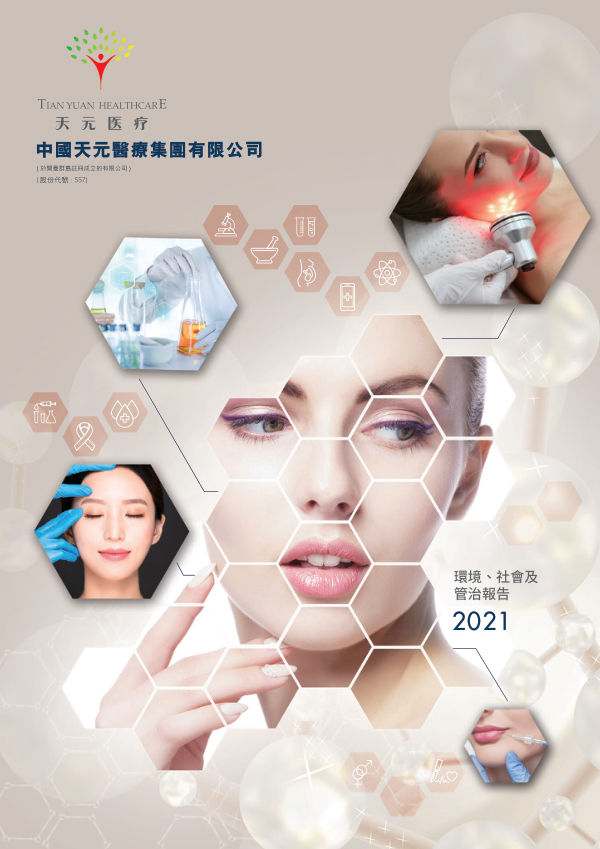 TIANYUAN HEALTHCARE
天元医疗
中國天元醫療集團有限公司
(於開曼群島註冊成立的有限公司)
(股份代號：557)
環境、社會及
管治報告
2021